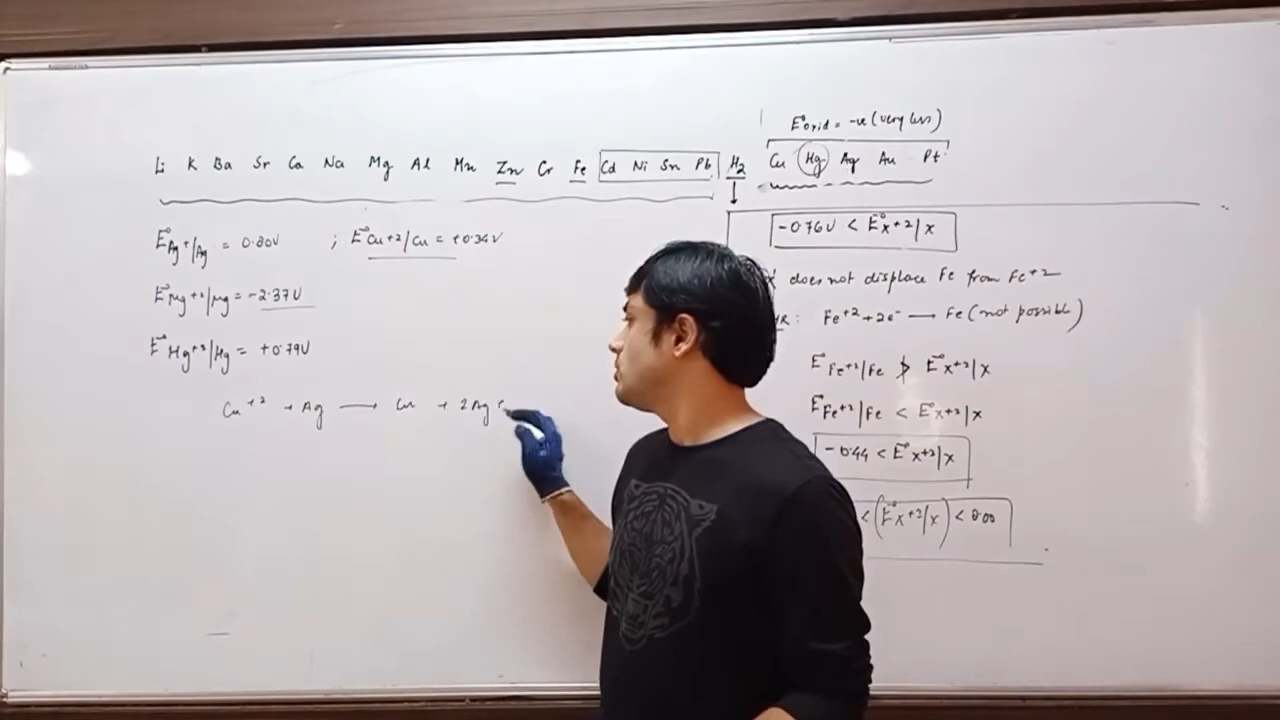 E°oxid = -ve (very less)
Li K Ba Sr Ca Na Mg Al Mn Zn Cr Fe Cd Ni Sn Pb H₂ Cu Hg Ag Au Pt
E°Ag⁺/Ag = 0.80V ; E°Cu+2/Cu = +0.34V
E°Mg+2/Mg = -2.37V
E°Hg+2/Hg = +0.79V
Cu+2 + Ag → Cu + 2Ag
-0.76V < E°x+2/x
does not displace Fe from Fe+2
: Fe+2 + 2e- → Fe (not possible)
E°Fe+2/Fe ≯ E°x+2/x
E°Fe+2/Fe < E°x+2/x
-0.44 < E°x+2/x
< (E°x+2/x) < 0.00